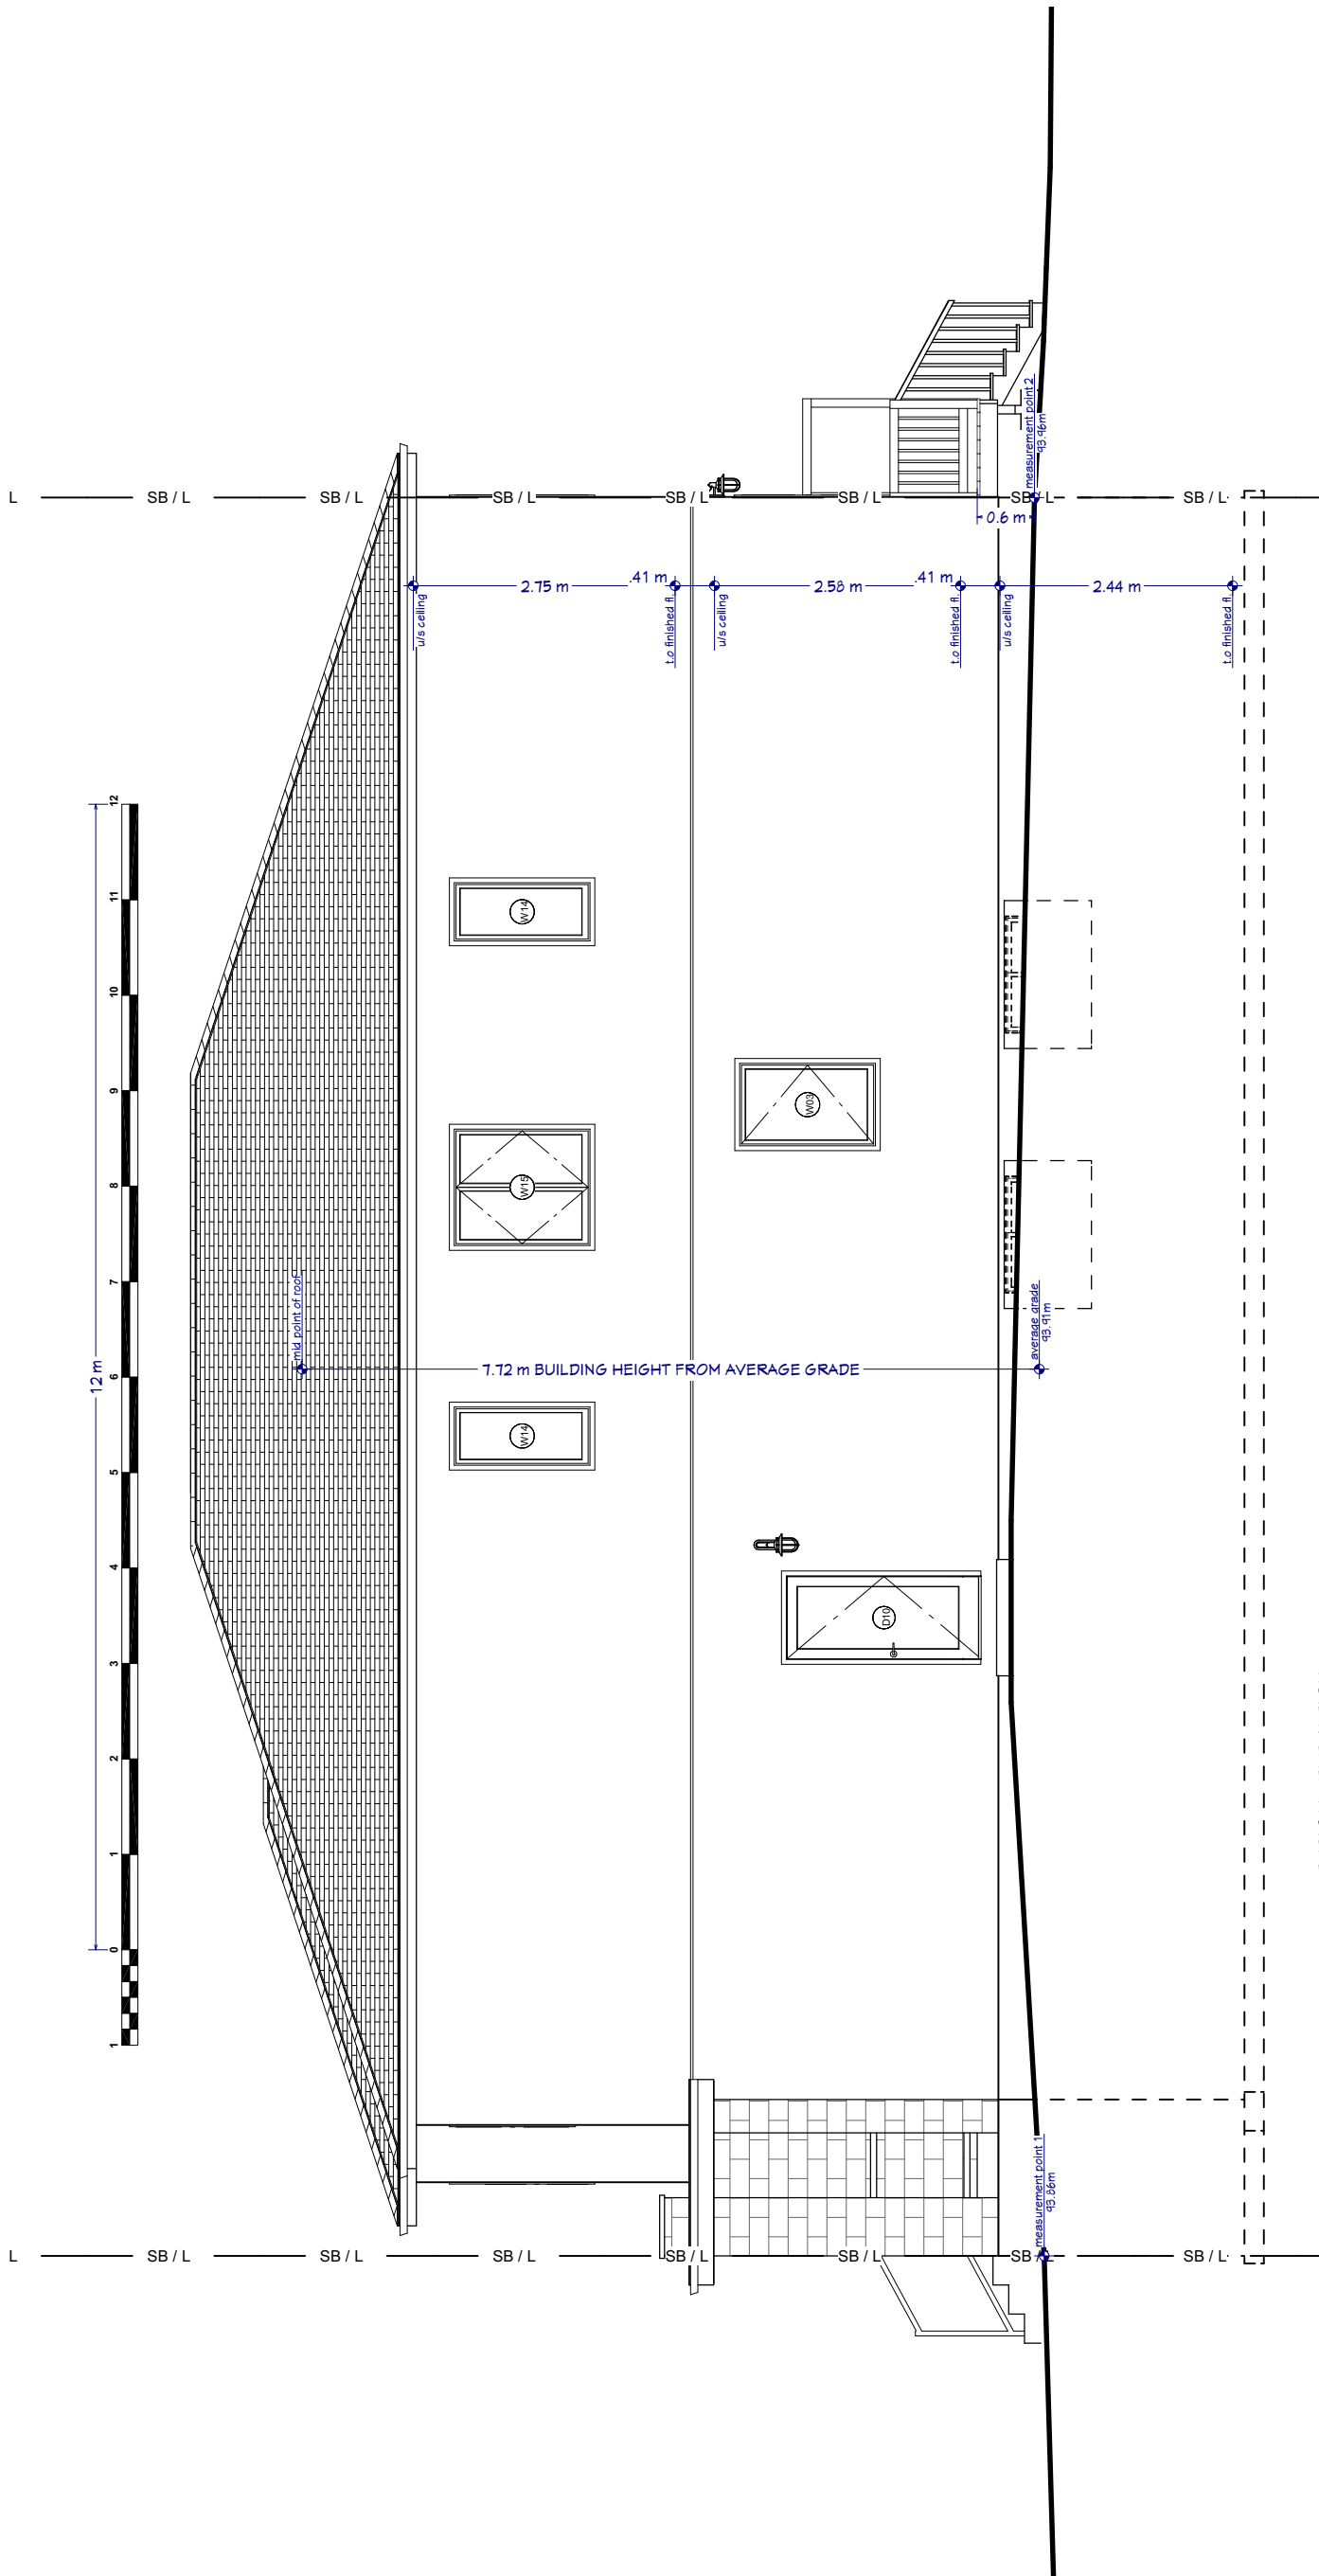 12 m
1
0
1
2
3
4
5
6
7
8
9
10
11
12
L
SB / L
SB / L
SB / L
SB / L
SB / L
SB / L
SB / L
2.75 m
.41 m
2.58 m
.41 m
2.44 m
0.6 m
u/s ceiling
t.o finished fl.
u/s ceiling
t.o finished fl.
u/s ceiling
t.o finished fl.
measurement point 2
93.96m
W14
W15
W03
W14
D10
mid point of roof
7.72 m BUILDING HEIGHT FROM AVERAGE GRADE
average grade
93.91m
measurement point 1
93.86m
L
SB / L
SB / L
SB / L
SB / L
SB / L
SB / L
SB / L